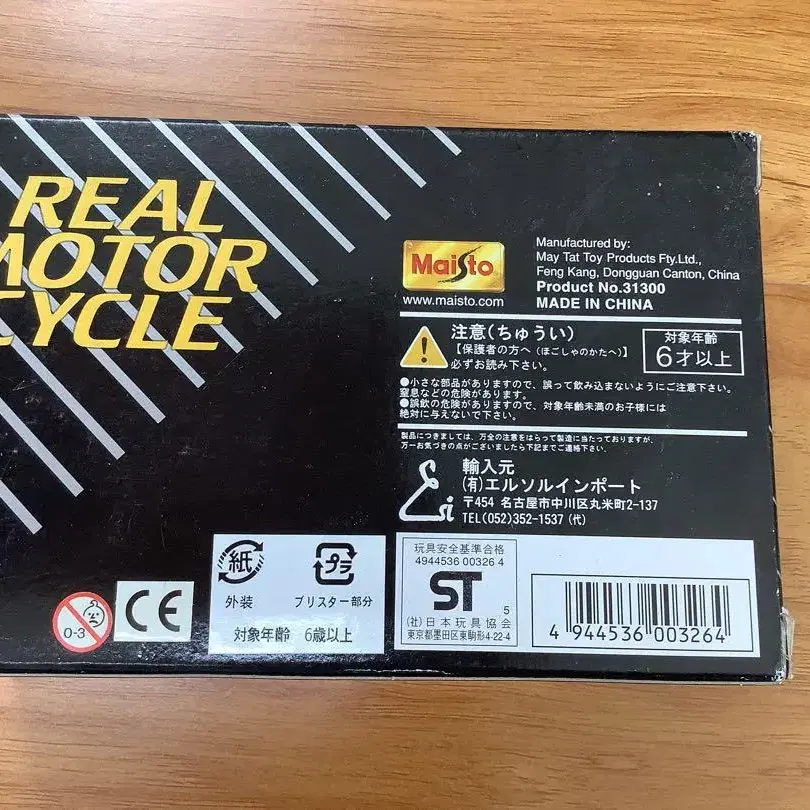 REAL
MOTOR
CYCLE
Maisto
www.maisto.com
Manufactured by:
May Tat Toy Products Fty.Ltd.,
Feng Kang, Dongguan Canton, China
Product No.31300
MADE IN CHINA
注意(ちゅうい)
【保護者の方へ(ほごしゃのかたへ)】
必ずお読み下さい。
対象年齢
6才以上
●小さな部品がありますので、誤って飲み込まないようにご注意下さい。
窒息などの危険があります。
●誤飲の危険がありますので、対象年齢未満のお子様には
絶対に与えないで下さい。
製品につきましては、万全の注意をはらって製造に当たっておりますが、
万一お気づきの点がございましたら下記までご連絡下さい。
Esi
輸入元
(有)エルソルインポート
〒454 名古屋市中川区丸米町2-137
TEL(052)352-1537(代)
0-3
CE
紙
外装
プラ
ブリスター部分
対象年齢 6歳以上
玩具安全基準合格
4944536 00326 4
ST
5
(社)日本玩具協会
東京都墨田区東駒形4-22-4
4 944536 003264